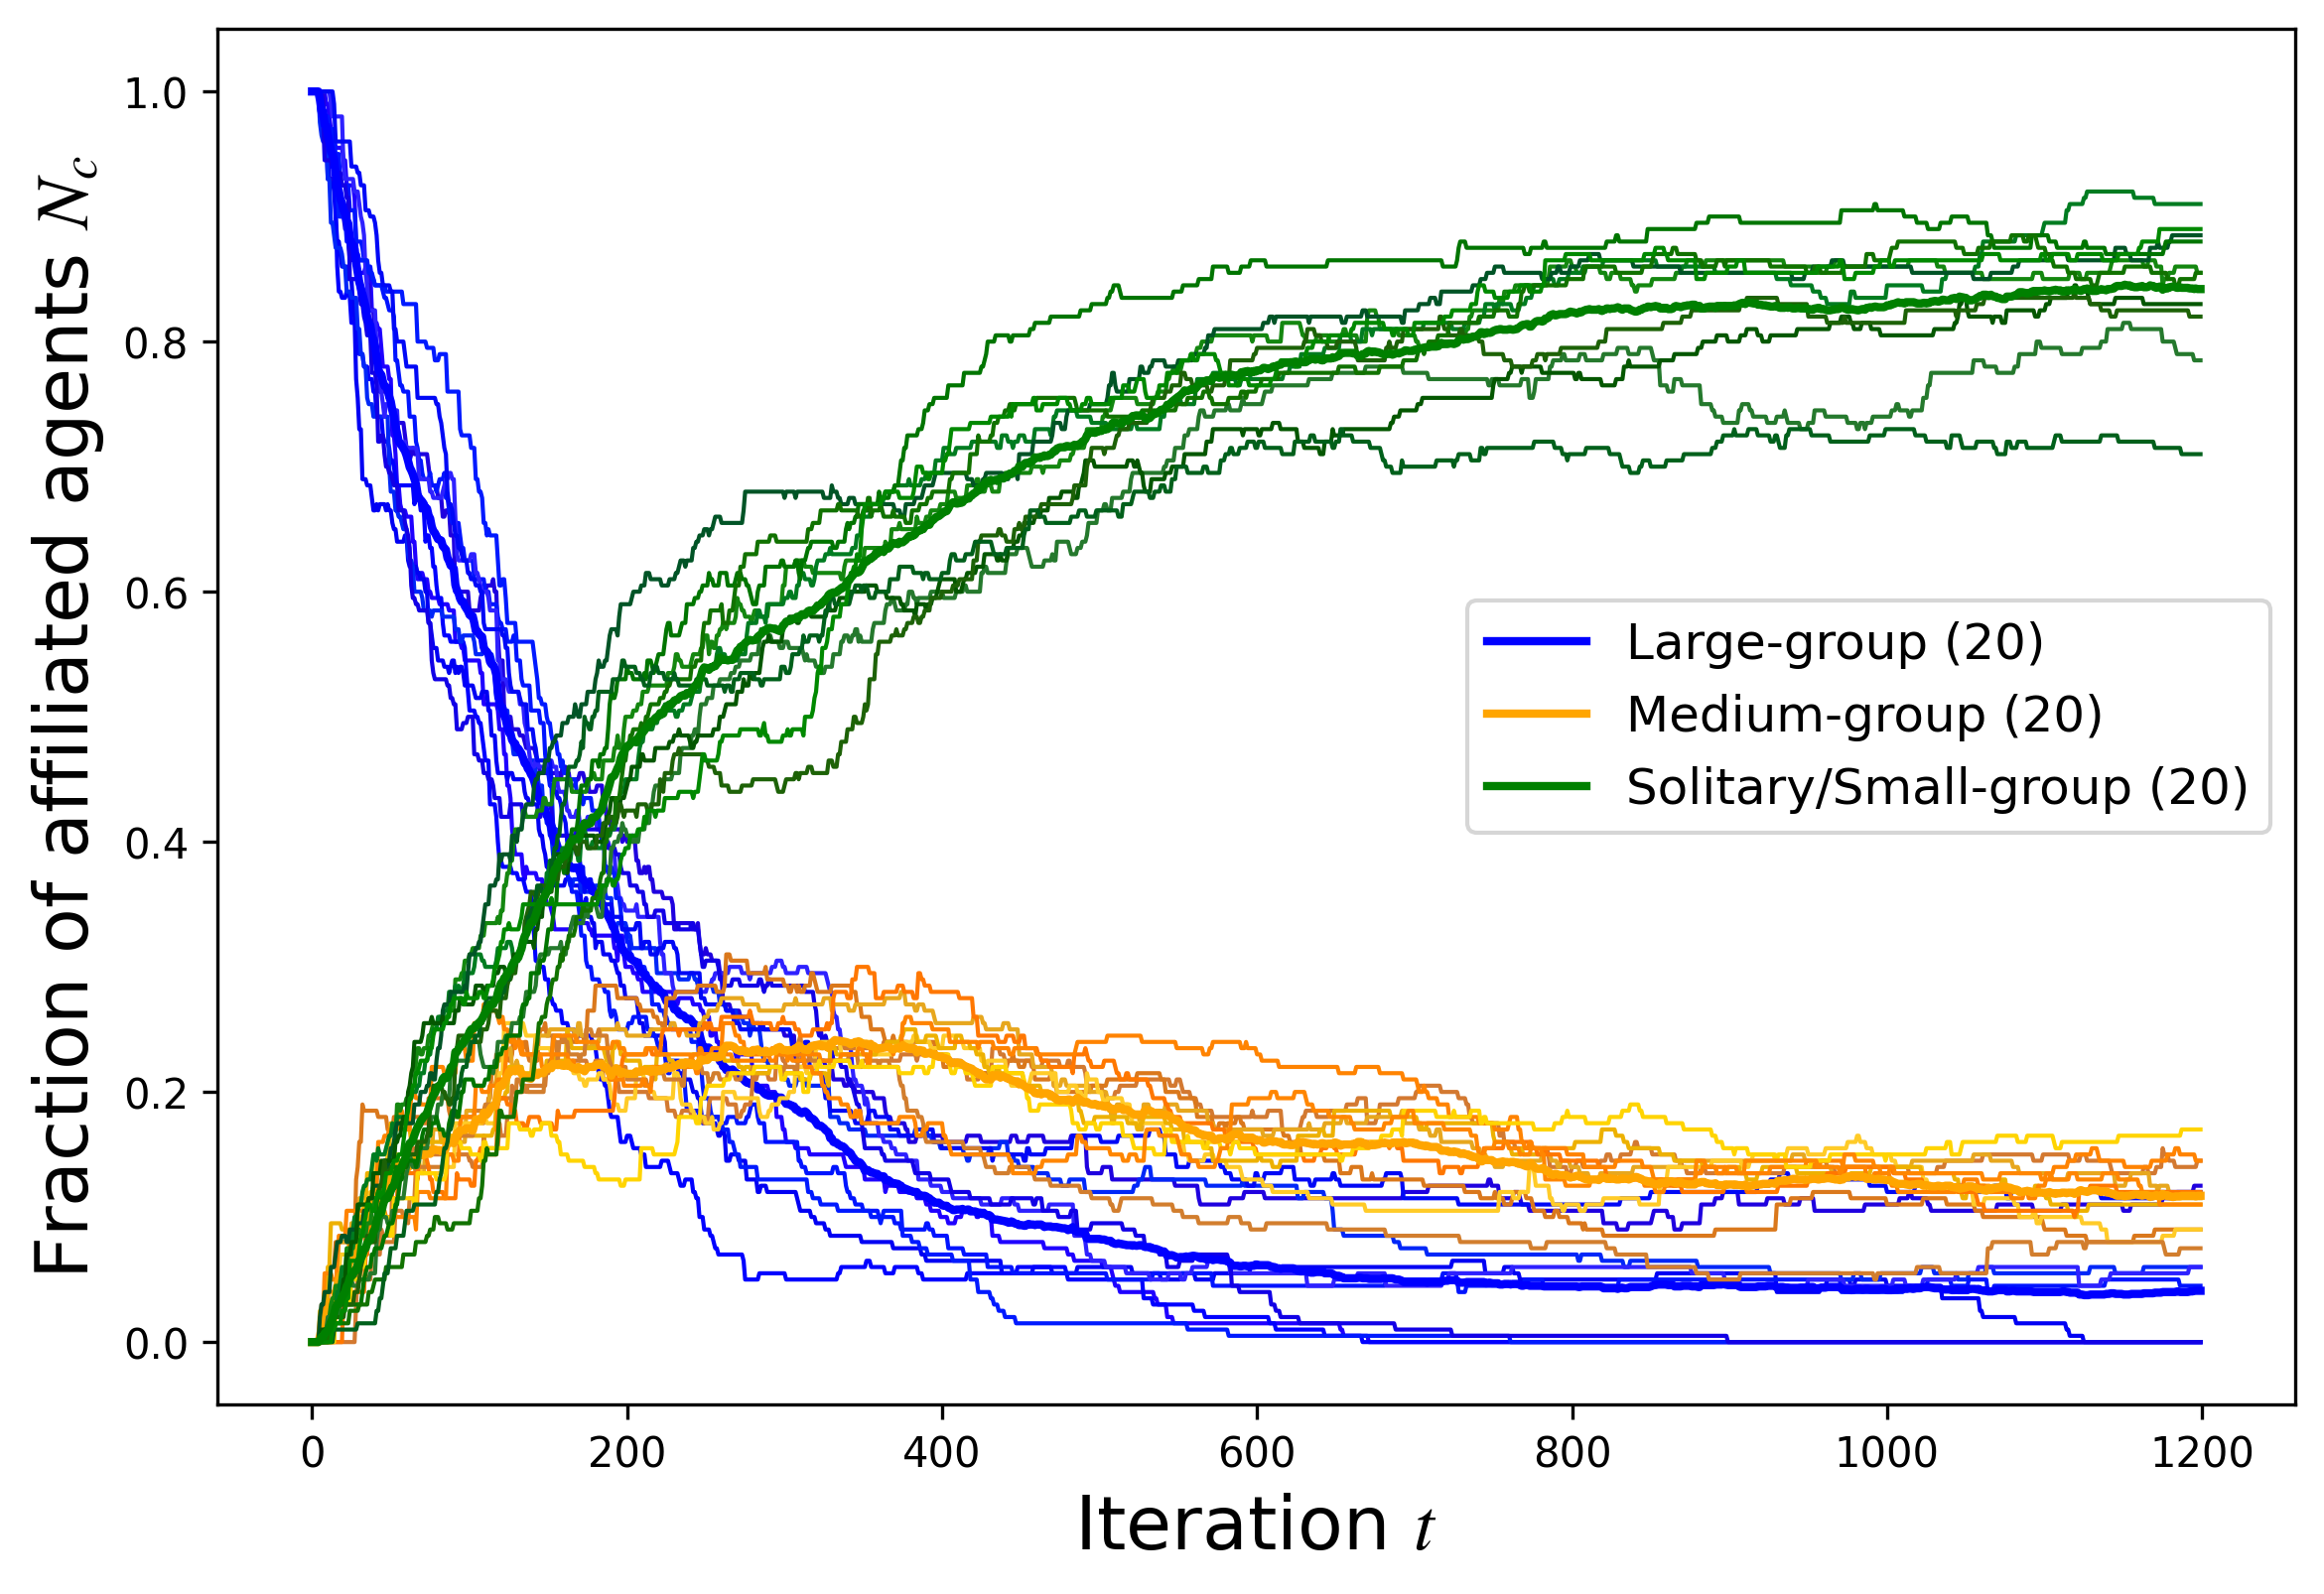 Fraction of affiliated agents N_c
1.0
0.8
0.6
0.4
0.2
0.0
Large-group (20)
Medium-group (20)
Solitary/Small-group (20)
0 200 400 600 800 1000 1200
Iteration t